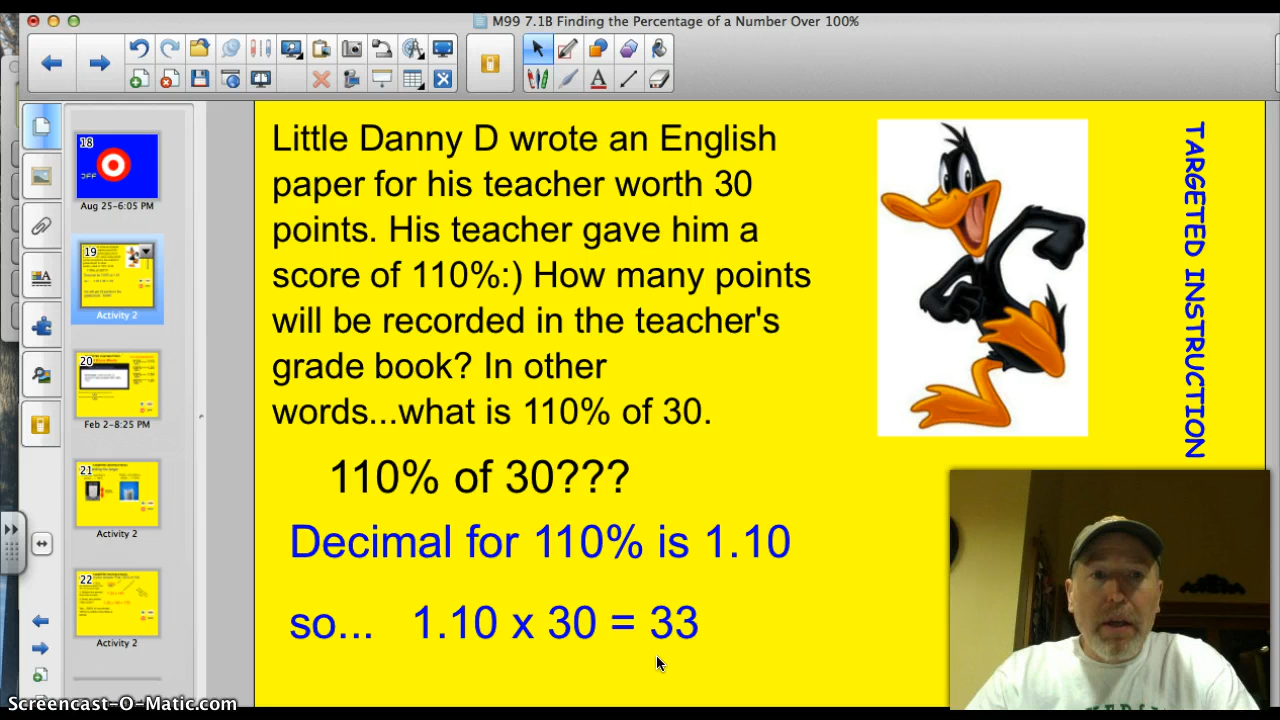 M99 7.1B Finding the Percentage of a Number Over 100%
18
OFF
Aug 25-6:05 PM
19
Activity 2
20
Feb 2-8:25 PM
21
Activity 2
22
Activity 2
Little Danny D wrote an English
paper for his teacher worth 30
points. His teacher gave him a
score of 110%:) How many points
will be recorded in the teacher's
grade book? In other
words...what is 110% of 30.
110% of 30???
Decimal for 110% is 1.10
so... 1.10 x 30 = 33
TARGETED INSTRUCTION
Screencast-O-Matic.com